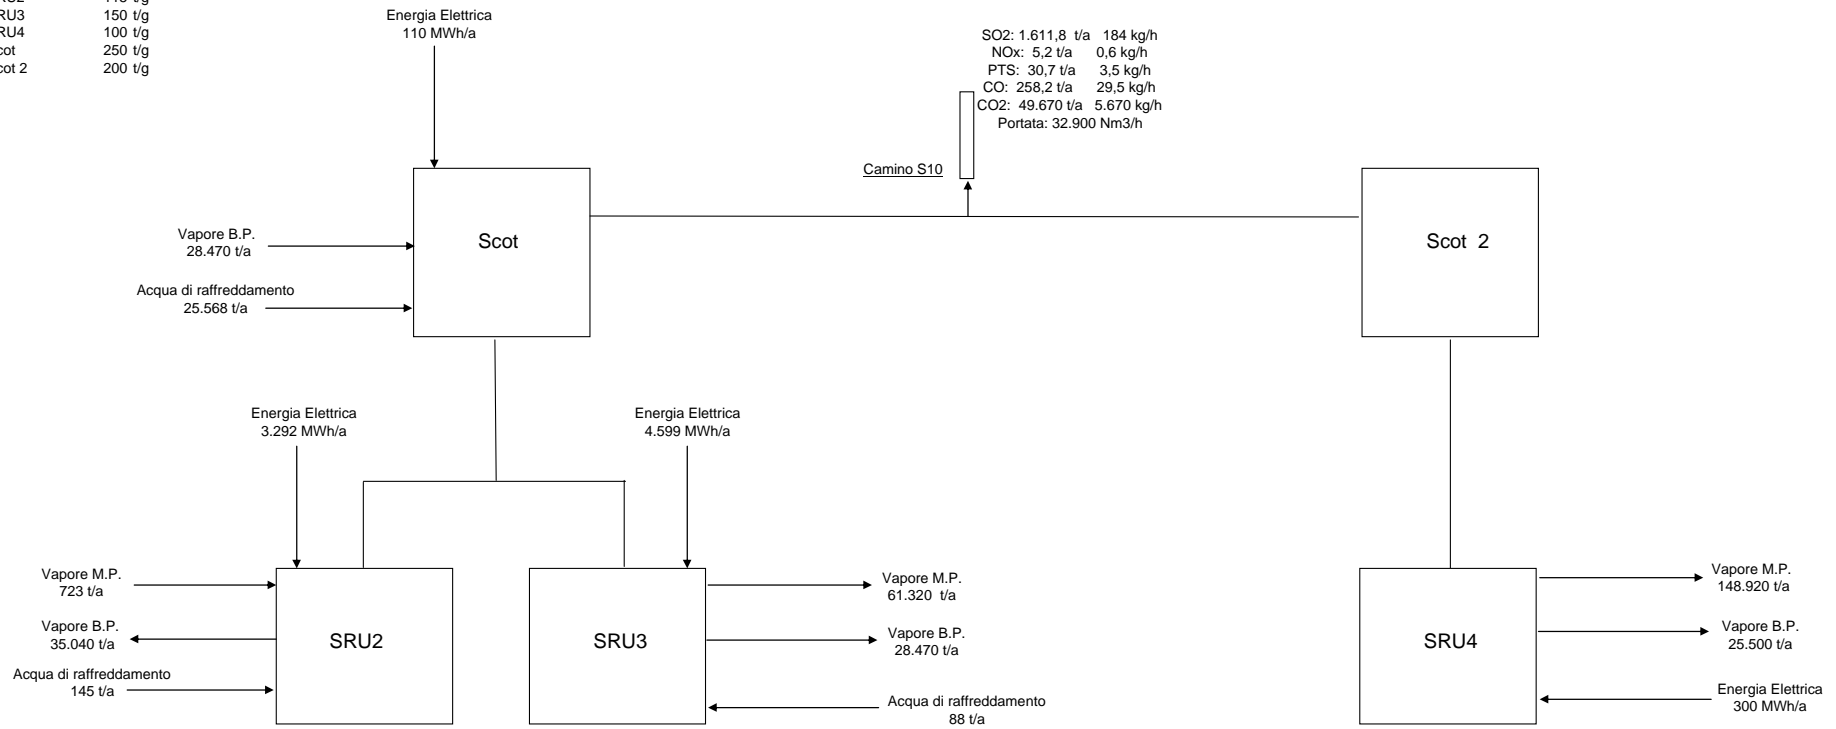 RU3 150 t/g
RU4 100 t/g
cot 250 t/g
cot 2 200 t/g
Energia Elettrica
110 MWh/a
SO2: 1.611,8 t/a 184 kg/h
NOx: 5,2 t/a 0,6 kg/h
PTS: 30,7 t/a 3,5 kg/h
CO: 258,2 t/a 29,5 kg/h
CO2: 49.670 t/a 5.670 kg/h
Portata: 32.900 Nm3/h
Camino S10
Scot
Scot 2
Vapore B.P.
28.470 t/a
Acqua di raffreddamento
25.568 t/a
Energia Elettrica
3.292 MWh/a
Energia Elettrica
4.599 MWh/a
Vapore M.P.
723 t/a
Vapore B.P.
35.040 t/a
Acqua di raffreddamento
145 t/a
SRU2
SRU3
Vapore M.P.
61.320 t/a
Vapore B.P.
28.470 t/a
Acqua di raffreddamento
88 t/a
SRU4
Vapore M.P.
148.920 t/a
Vapore B.P.
25.500 t/a
Energia Elettrica
300 MWh/a